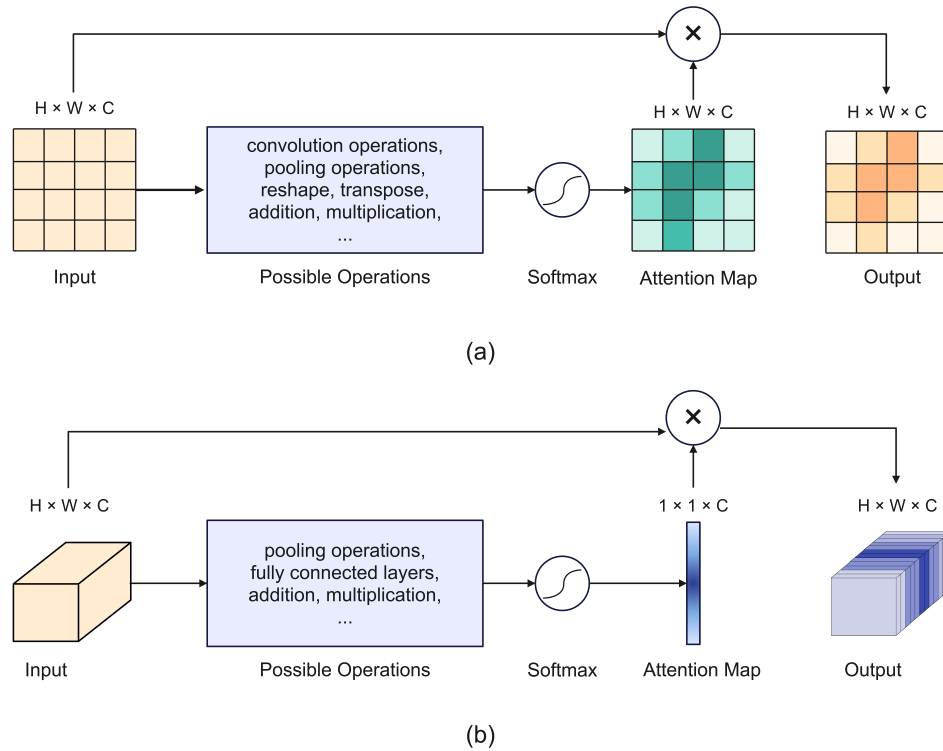 ×
H × W × C
H × W × C
H × W × C
convolution operations,
pooling operations,
reshape, transpose,
addition, multiplication,
...
Input
Possible Operations
Softmax
Attention Map
Output
(a)
×
H × W × C
1 × 1 × C
H × W × C
pooling operations,
fully connected layers,
addition, multiplication,
...
Input
Possible Operations
Softmax
Attention Map
Output
(b)